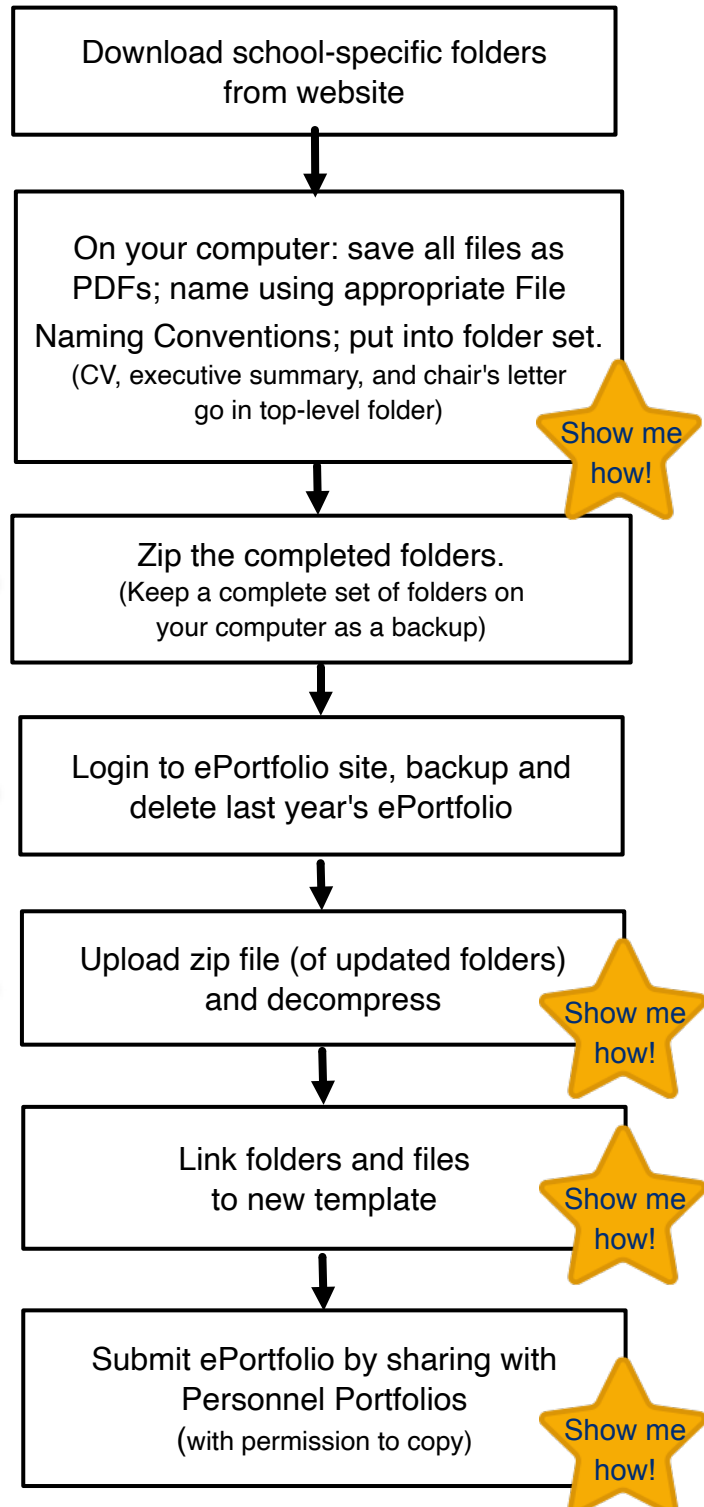 Download school-specific folders
from website
On your computer: save all files as
PDFs; name using appropriate File
Naming Conventions; put into folder set.
(CV, executive summary, and chair's letter
go in top-level folder)
Show me
how!
Zip the completed folders.
(Keep a complete set of folders on
your computer as a backup)
Login to ePortfolio site, backup and
delete last year's ePortfolio
Upload zip file (of updated folders)
and decompress
Show me
how!
Link folders and files
to new template
Show me
how!
Submit ePortfolio by sharing with
Personnel Portfolios
(with permission to copy)
Show me
how!